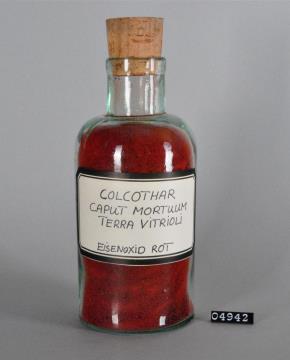 COLCOTHAR
CAPUT MORTUUM
TERRA VITRIOLI
EISENOXID ROT
04942